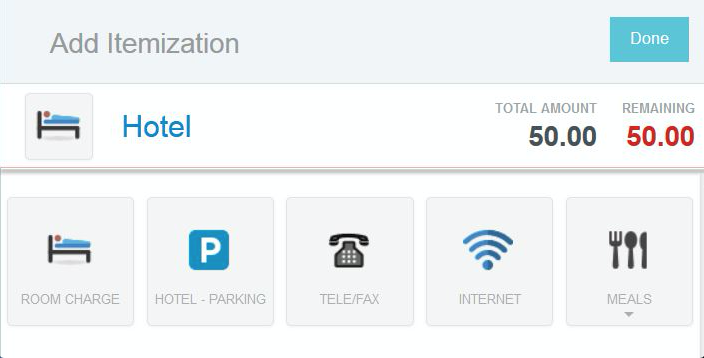 Add Itemization
Done
Hotel
TOTAL AMOUNT
50.00
REMAINING
50.00
P
ROOM CHARGE
HOTEL - PARKING
TELE/FAX
INTERNET
MEALS